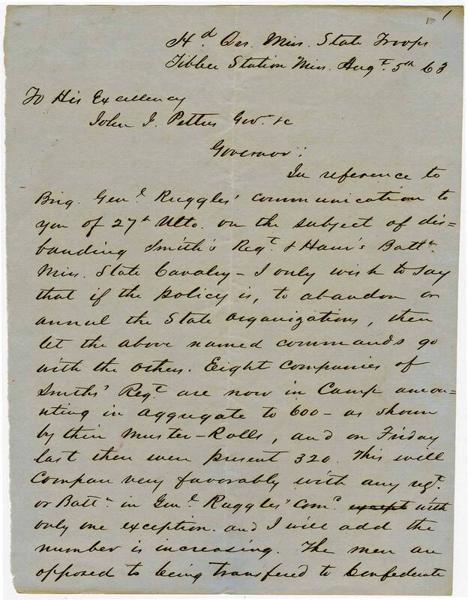 1
Hd Qrs. Miss. State Troops
Tibbee Station Miss. Augt. 5th 63
To His Excellency
John J. Pettus Gov. &c
Governor:
In reference to
Brig. Genl. Ruggles' communication to
you of 27th Ulto. on the subject of dis=
banding Smith's Regt. & Ham's Battn.
Miss. State Cavalry - I only wish to say
that if the policy is, to abandon or
annul the State organizations, then
let the above named commands go
with the others. Eight companies of
Smiths' Regt are now in Camp amou-
nting in aggregate to 600 - as shown
by their Muster-Rolls, and on Friday
last there were present 320. This will
compare very favorably with any regt.
or Battn. in Genl. Ruggles' Comd. except with
only one exception. and I will add the
number is increasing. The men are
opposed to being transfered to Confederate